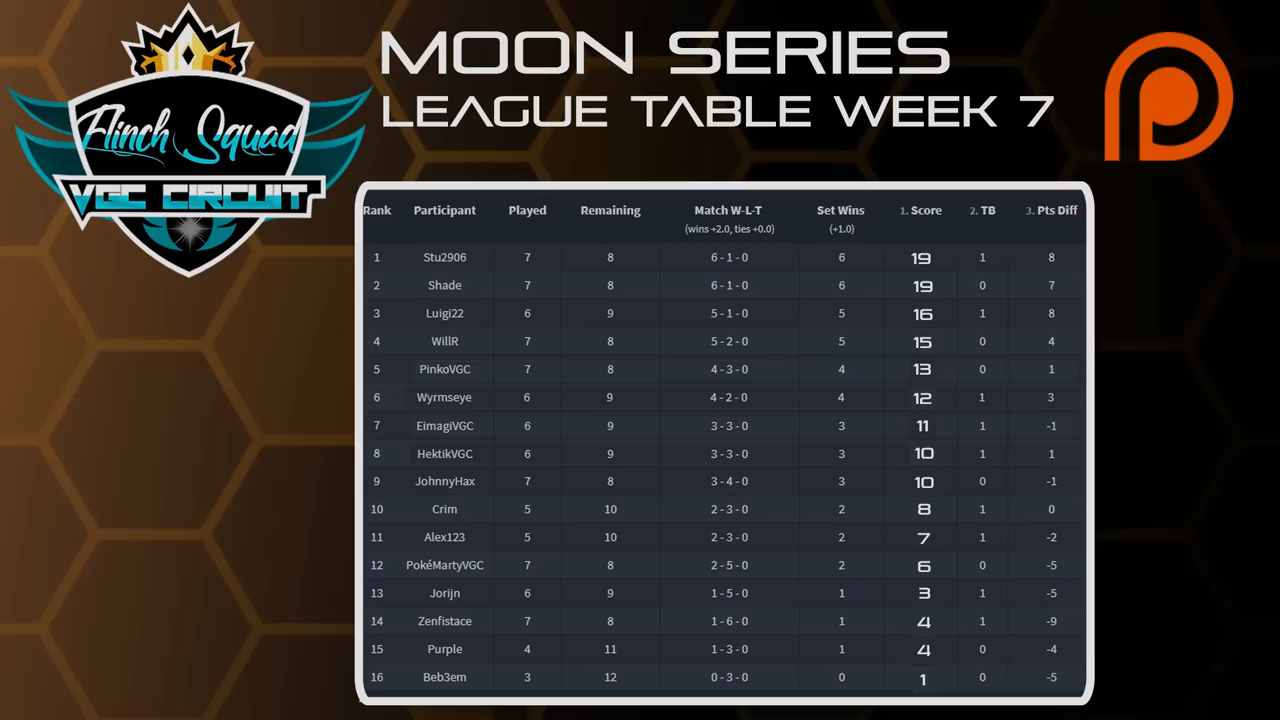 Flinch Squad
VGC CIRCUIT
MOON SERIES
LEAGUE TABLE WEEK 7
Rank Participant Played Remaining Match W-L-T Set Wins 1. Score 2. TB 3. Pts Diff
(wins +2.0, ties +0.0) (+1.0)
1 Stu2906 7 8 6 - 1 - 0 6 19 1 8
2 Shade 7 8 6 - 1 - 0 6 19 0 7
3 Luigi22 6 9 5 - 1 - 0 5 16 1 8
4 WillR 7 8 5 - 2 - 0 5 15 0 4
5 PinkoVGC 7 8 4 - 3 - 0 4 13 0 1
6 Wyrmseye 6 9 4 - 2 - 0 4 12 1 3
7 EimagiVGC 6 9 3 - 3 - 0 3 11 1 -1
8 HektikVGC 6 9 3 - 3 - 0 3 10 1 1
9 JohnnyHax 7 8 3 - 4 - 0 3 10 0 -1
10 Crim 5 10 2 - 3 - 0 2 8 1 0
11 Alex123 5 10 2 - 3 - 0 2 7 1 -2
12 PokéMartyVGC 7 8 2 - 5 - 0 2 6 0 -5
13 Jorijn 6 9 1 - 5 - 0 1 3 1 -5
14 Zenfistace 7 8 1 - 6 - 0 1 4 1 -9
15 Purple 4 11 1 - 3 - 0 1 4 0 -4
16 Beb3em 3 12 0 - 3 - 0 0 1 0 -5